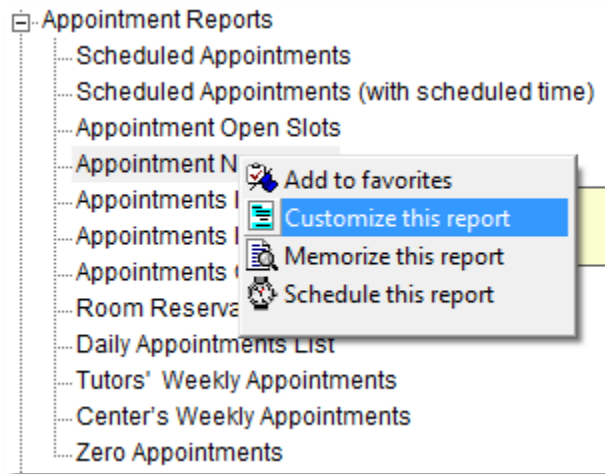 Appointment Reports
Scheduled Appointments
Scheduled Appointments (with scheduled time)
Appointment Open Slots
Appointment
Add to favorites
Appointments
Customize this report
Appointments
Memorize this report
Appointments
Schedule this report
Room
Daily Appointments List
Tutors' Weekly Appointments
Center's Weekly Appointments
Zero Appointments